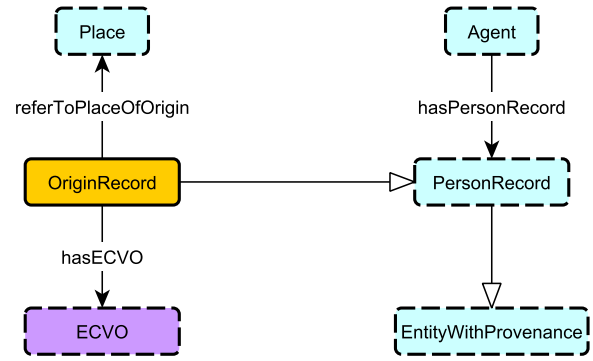 Place
Agent
referToPlaceOfOrigin
hasPersonRecord
OriginRecord
PersonRecord
hasECVO
ECVO
EntityWithProvenance